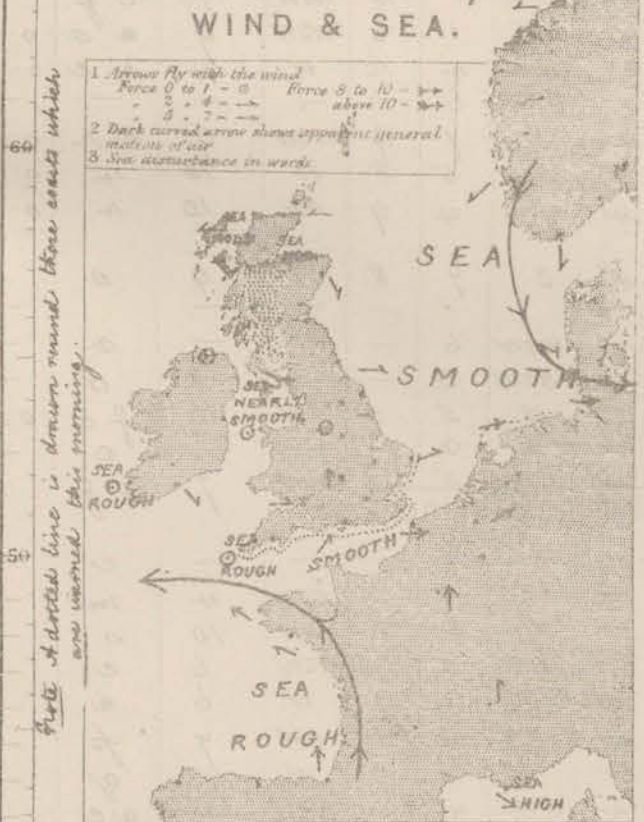 WIND & SEA.
1 Arrows fly with the wind
Force 0 to 1 - ⊙ Force 8 to 10 -
" 2 " 4 - above 10 -
" 5 " 7 -
2 Dark curved arrow shows apparent general
motion of air
3 Sea disturbance in words
60
SEA
SEA
SEA
SMOOTH
SEA
NEARLY
SMOOTH
SEA
ROUGH
50
SEA
ROUGH
SMOOTH
SEA
ROUGH
SEA
HIGH
Note A dotted line is drawn round those coasts which
are warned this morning.